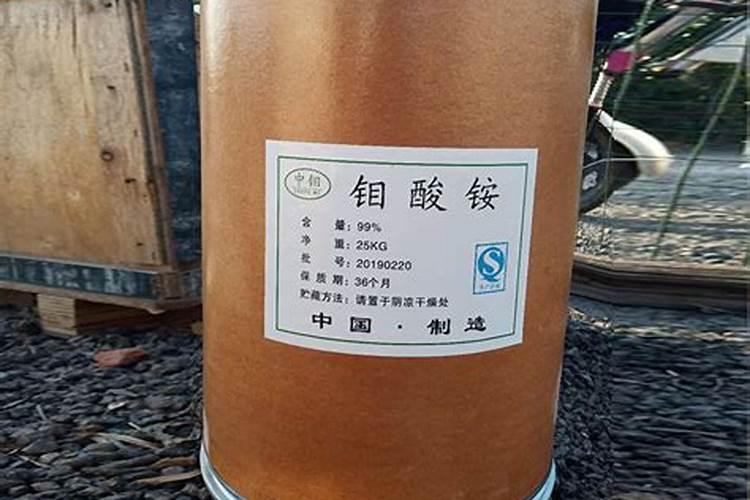 中钼
钼酸铵
含 量：99%
净 重：25KG
批 号：20190220
保 质 期：36个月
贮藏方法：请置于阴凉干燥处
中国·制造